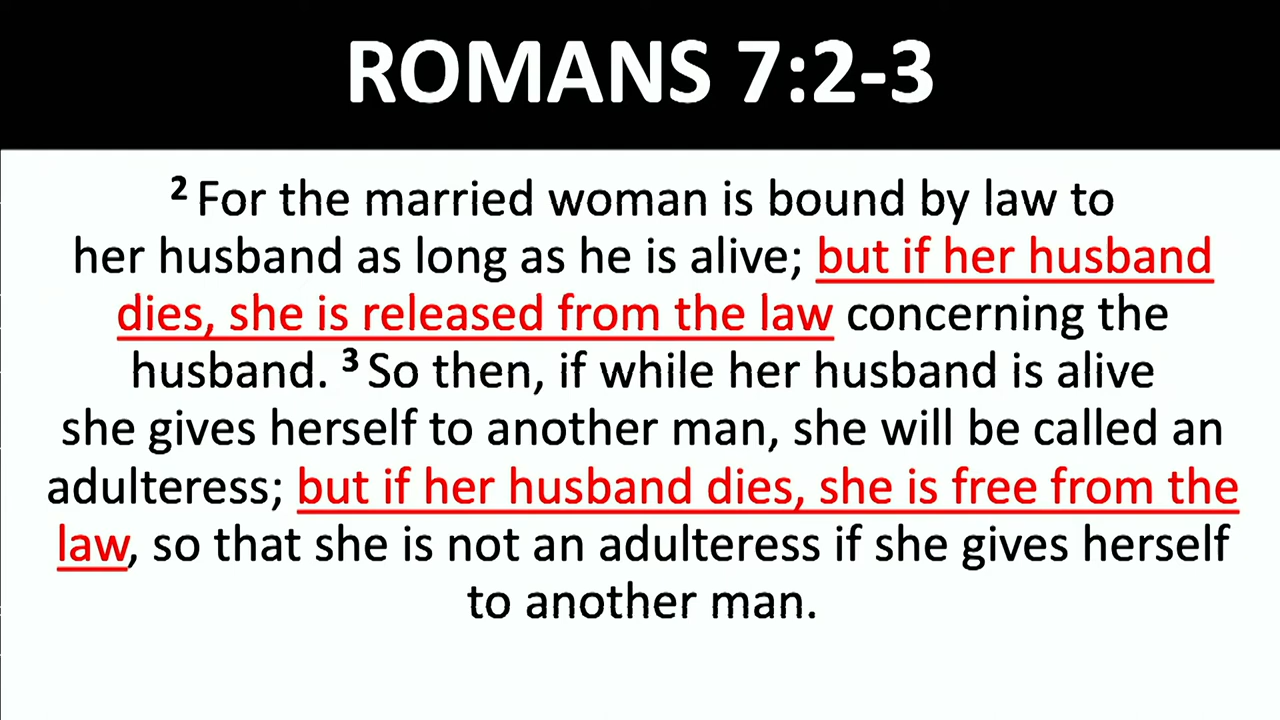 ROMANS 7:2-3
² For the married woman is bound by law to
her husband as long as he is alive; but if her husband
dies, she is released from the law concerning the
husband. ³ So then, if while her husband is alive
she gives herself to another man, she will be called an
adulteress; but if her husband dies, she is free from the
law, so that she is not an adulteress if she gives herself
to another man.